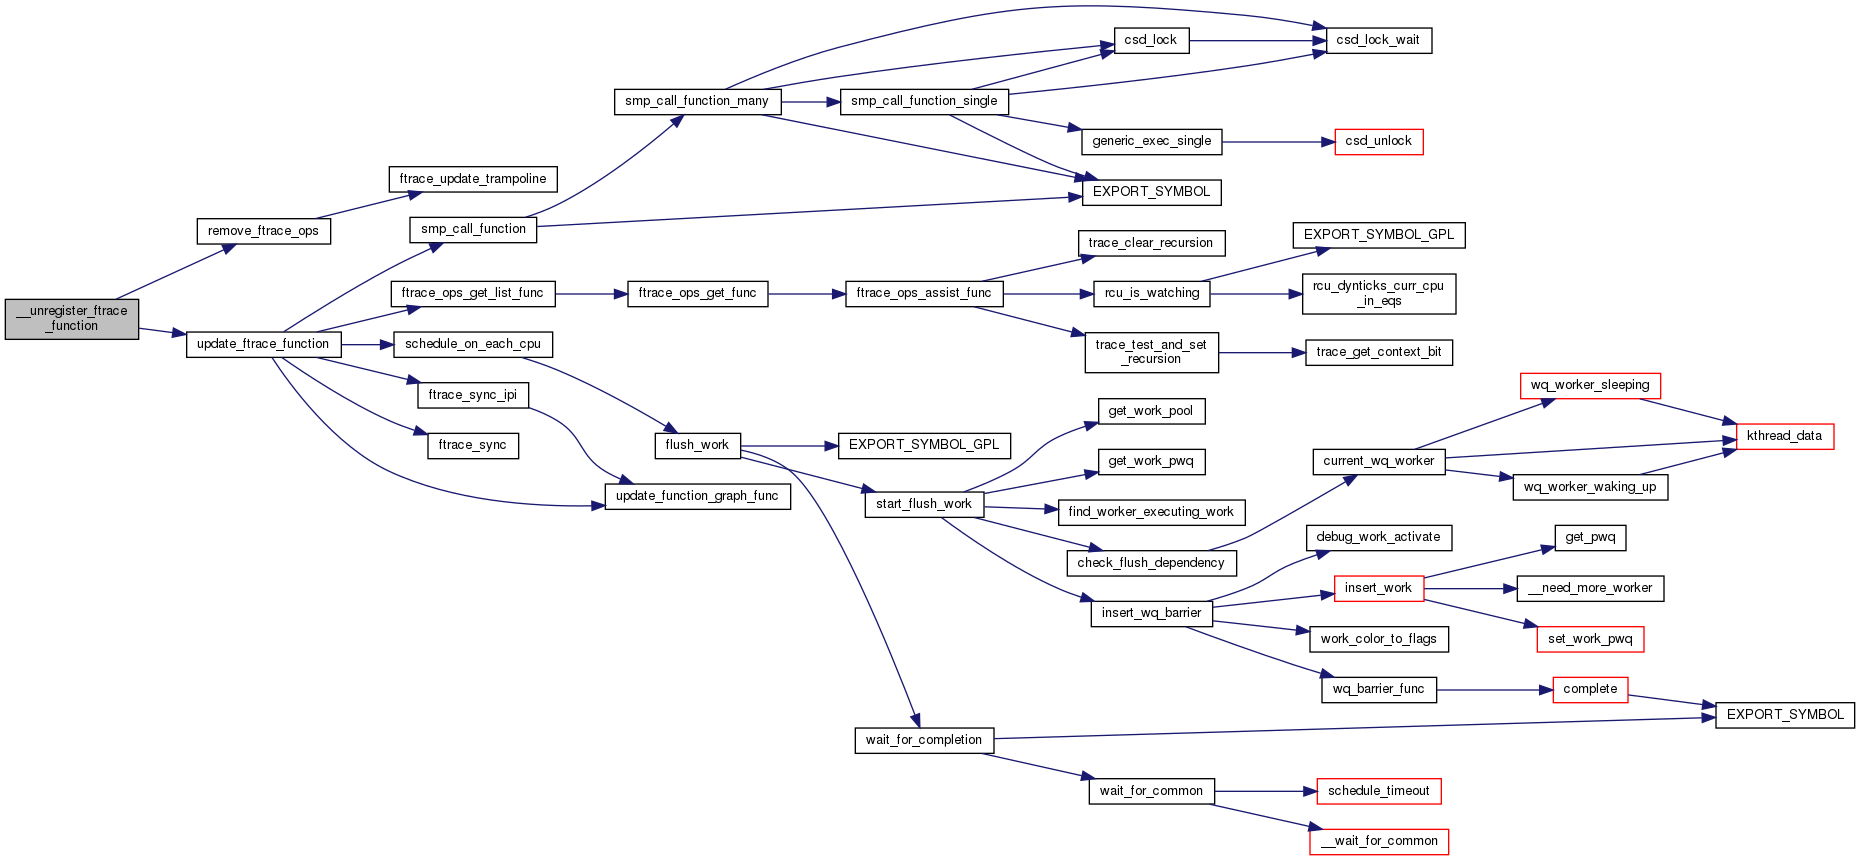 __unregister_ftrace
_function
remove_ftrace_ops
update_ftrace_function
ftrace_update_trampoline
smp_call_function
ftrace_ops_get_list_func
schedule_on_each_cpu
ftrace_sync_ipi
ftrace_sync
update_function_graph_func
smp_call_function_many
ftrace_ops_get_func
flush_work
smp_call_function_single
ftrace_ops_assist_func
EXPORT_SYMBOL_GPL
start_flush_work
wait_for_completion
csd_lock
generic_exec_single
EXPORT_SYMBOL
trace_clear_recursion
rcu_is_watching
trace_test_and_set
_recursion
get_work_pool
get_work_pwq
find_worker_executing_work
check_flush_dependency
insert_wq_barrier
wait_for_common
csd_lock_wait
csd_unlock
EXPORT_SYMBOL_GPL
rcu_dynticks_curr_cpu
_in_eqs
trace_get_context_bit
current_wq_worker
debug_work_activate
insert_work
work_color_to_flags
wq_barrier_func
schedule_timeout
__wait_for_common
wq_worker_sleeping
wq_worker_waking_up
get_pwq
__need_more_worker
set_work_pwq
complete
kthread_data
EXPORT_SYMBOL